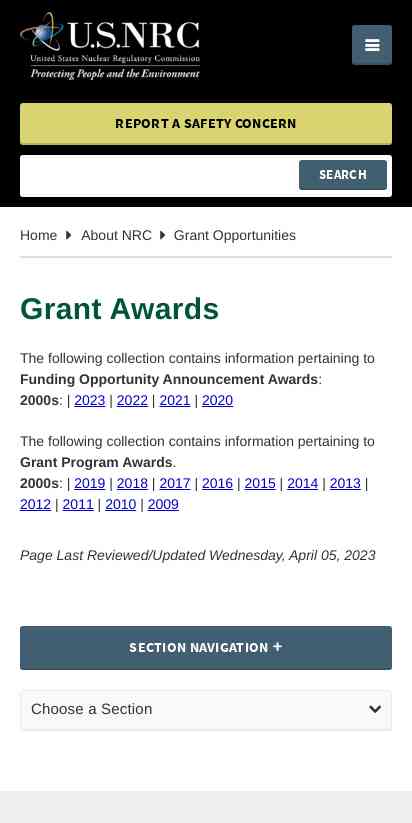 U.S.NRC
United States Nuclear Regulatory Commission
Protecting People and the Environment
REPORT A SAFETY CONCERN
SEARCH
Home About NRC Grant Opportunities
Grant Awards
The following collection contains information pertaining to
Funding Opportunity Announcement Awards:
2000s: | 2023 | 2022 | 2021 | 2020
The following collection contains information pertaining to
Grant Program Awards.
2000s: | 2019 | 2018 | 2017 | 2016 | 2015 | 2014 | 2013 |
2012 | 2011 | 2010 | 2009
Page Last Reviewed/Updated Wednesday, April 05, 2023
SECTION NAVIGATION +
Choose a Section